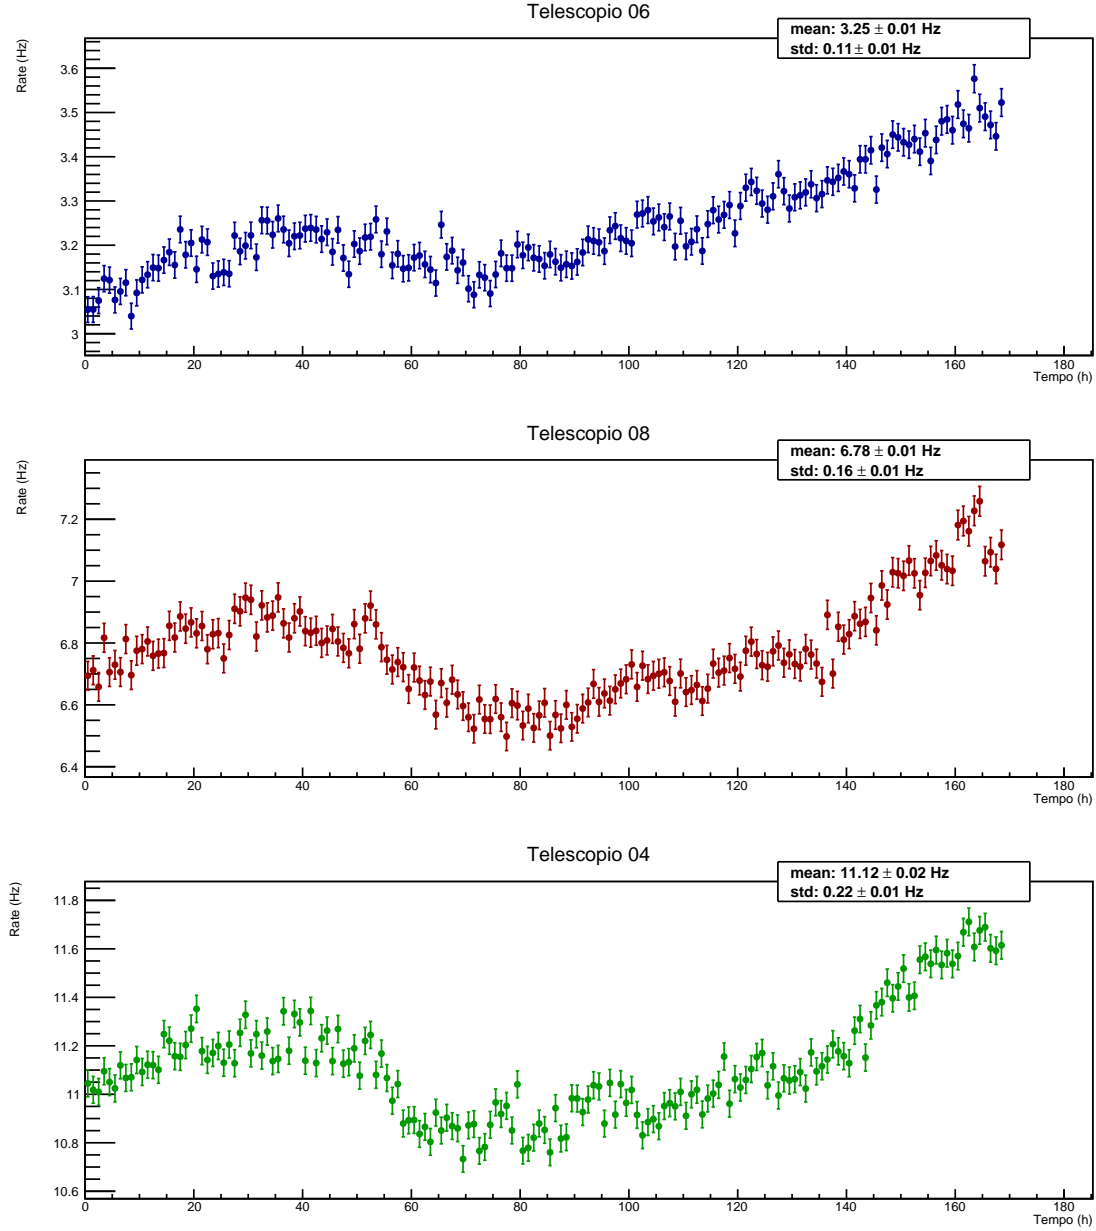 Telescopio 06
mean: 3.25 ± 0.01 Hz
std: 0.11 ± 0.01 Hz
Rate (Hz)
3.6
3.5
3.4
3.3
3.2
3.1
3
0 20 40 60 80 100 120 140 160 180
Tempo (h)
Telescopio 08
mean: 6.78 ± 0.01 Hz
std: 0.16 ± 0.01 Hz
Rate (Hz)
7.2
7
6.8
6.6
6.4
0 20 40 60 80 100 120 140 160 180
Tempo (h)
Telescopio 04
mean: 11.12 ± 0.02 Hz
std: 0.22 ± 0.01 Hz
Rate (Hz)
11.8
11.6
11.4
11.2
11
10.8
10.6
0 20 40 60 80 100 120 140 160 180
Tempo (h)